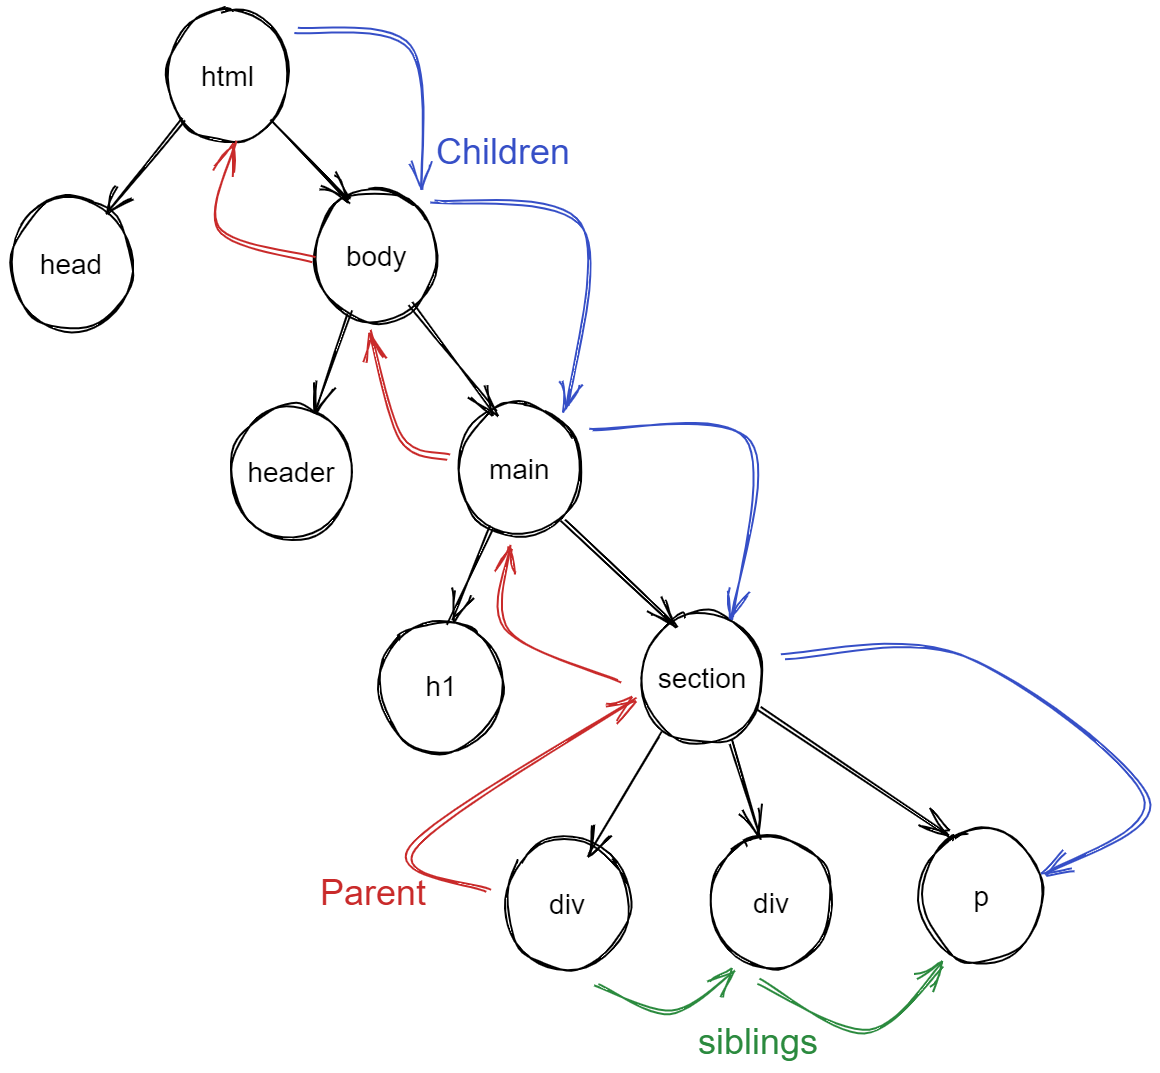 html
Children
head
body
header
main
h1
section
Parent
div
div
p
siblings